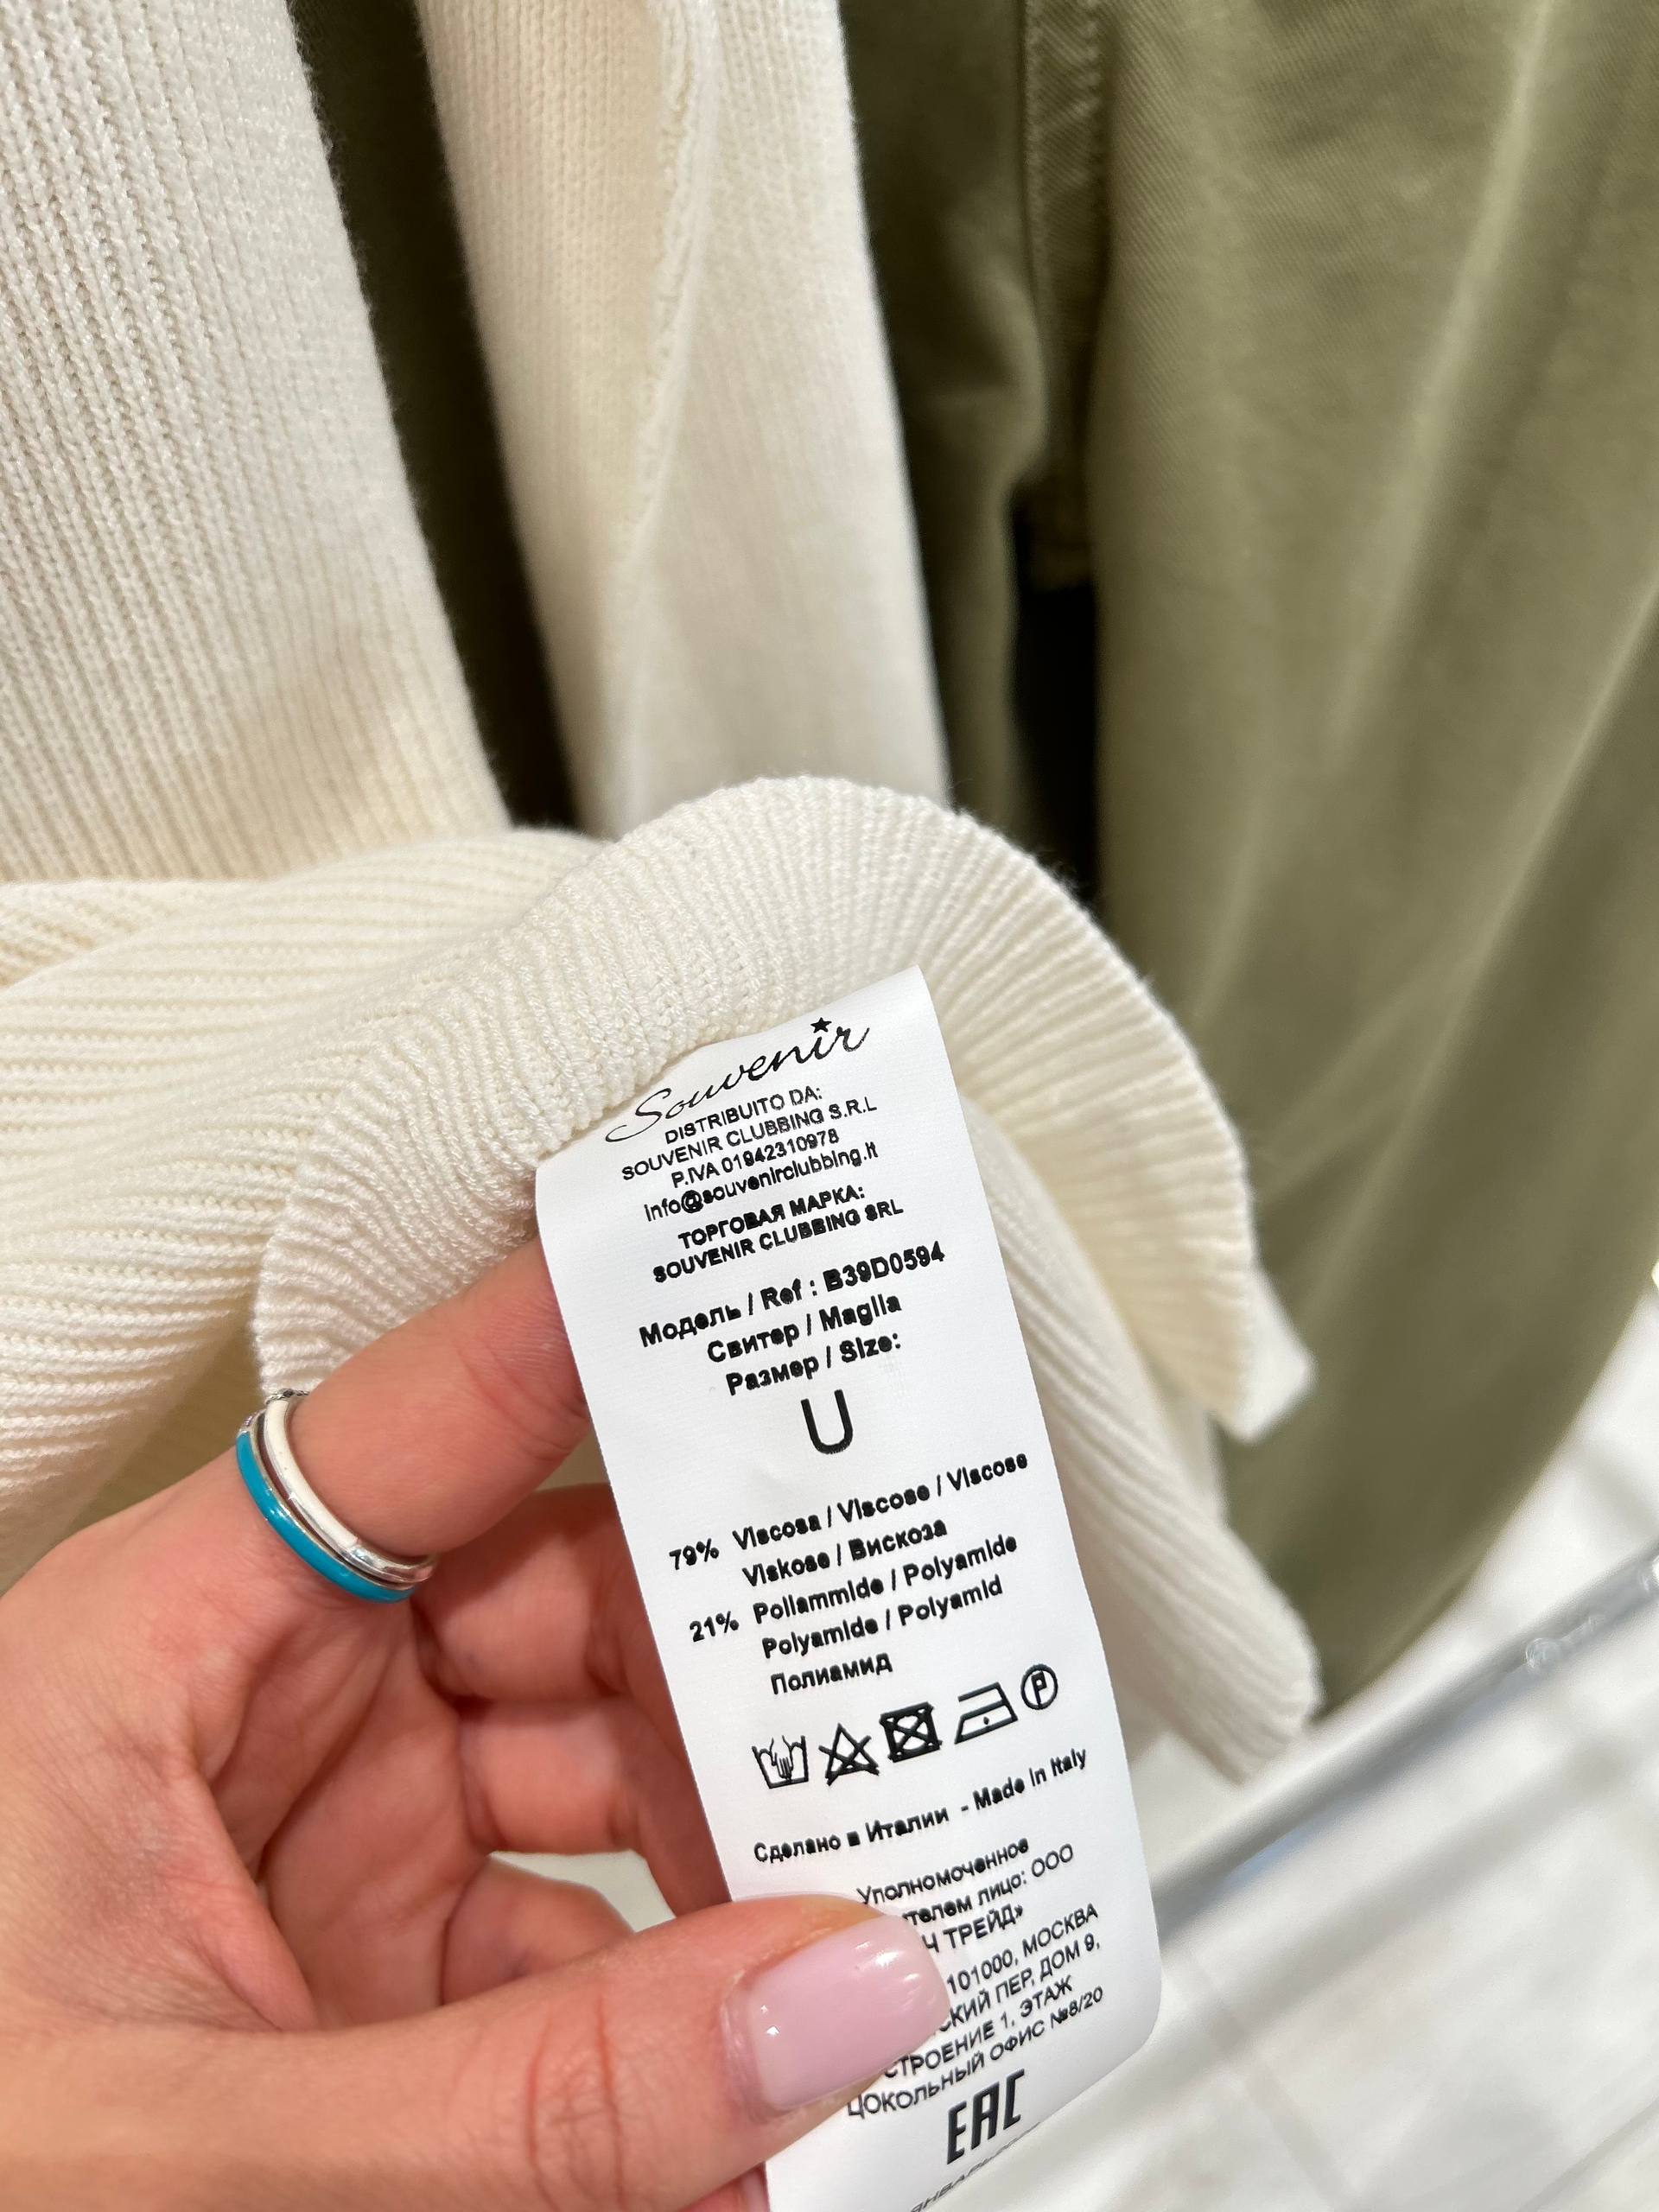 Souvenir
DISTRIBUITO DA:
SOUVENIR CLUBBING S.R.L
P.IVA 01942310978
info@souvenirclubbing.it
ТОРГОВАЯ МАРКА:
SOUVENIR CLUBBING SRL
Модель / Ref : B39D0594
Свитер / Maglia
Размер / Size:
U
79% Viscosa / Viscose / Viscose
Viskose / Вискоза
21% Poliammide / Polyamide
Polyamide / Polyamid
Полиамид
P
Сделано в Италии - Made in Italy
Уполномоченное
лицо: ООО
ТРЕЙД»
101000, МОСКВА
ПЕР, ДОМ 9,
СТРОЕНИЕ 1, ЭТАЖ
ЦОКОЛЬНЫЙ ОФИС №8/20
EAC